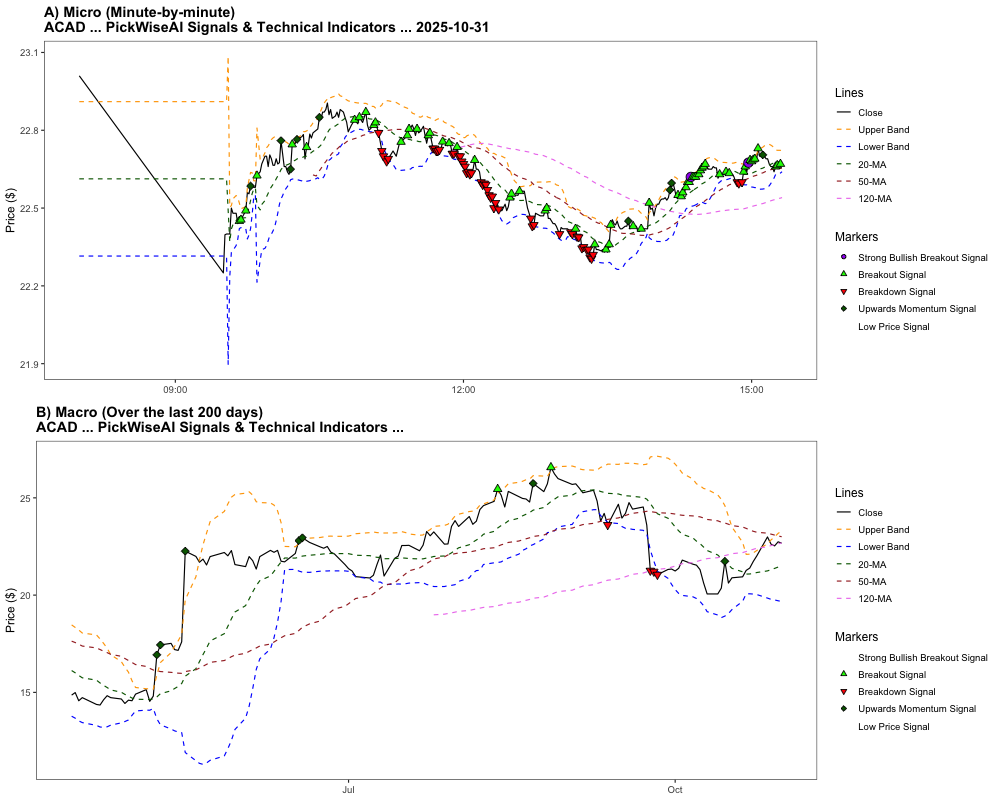 A) Micro (Minute-by-minute)
ACAD ... PickWiseAI Signals & Technical Indicators ... 2025-10-31
Price ($)
23.1
22.8
22.5
22.2
21.9
09:00
12:00
15:00
Lines
Close
Upper Band
Lower Band
20-MA
50-MA
120-MA
Markers
Strong Bullish Breakout Signal
Breakout Signal
Breakdown Signal
Upwards Momentum Signal
Low Price Signal
B) Macro (Over the last 200 days)
ACAD ... PickWiseAI Signals & Technical Indicators ...
Price ($)
25
20
15
Jul
Oct
Lines
Close
Upper Band
Lower Band
20-MA
50-MA
120-MA
Markers
Strong Bullish Breakout Signal
Breakout Signal
Breakdown Signal
Upwards Momentum Signal
Low Price Signal